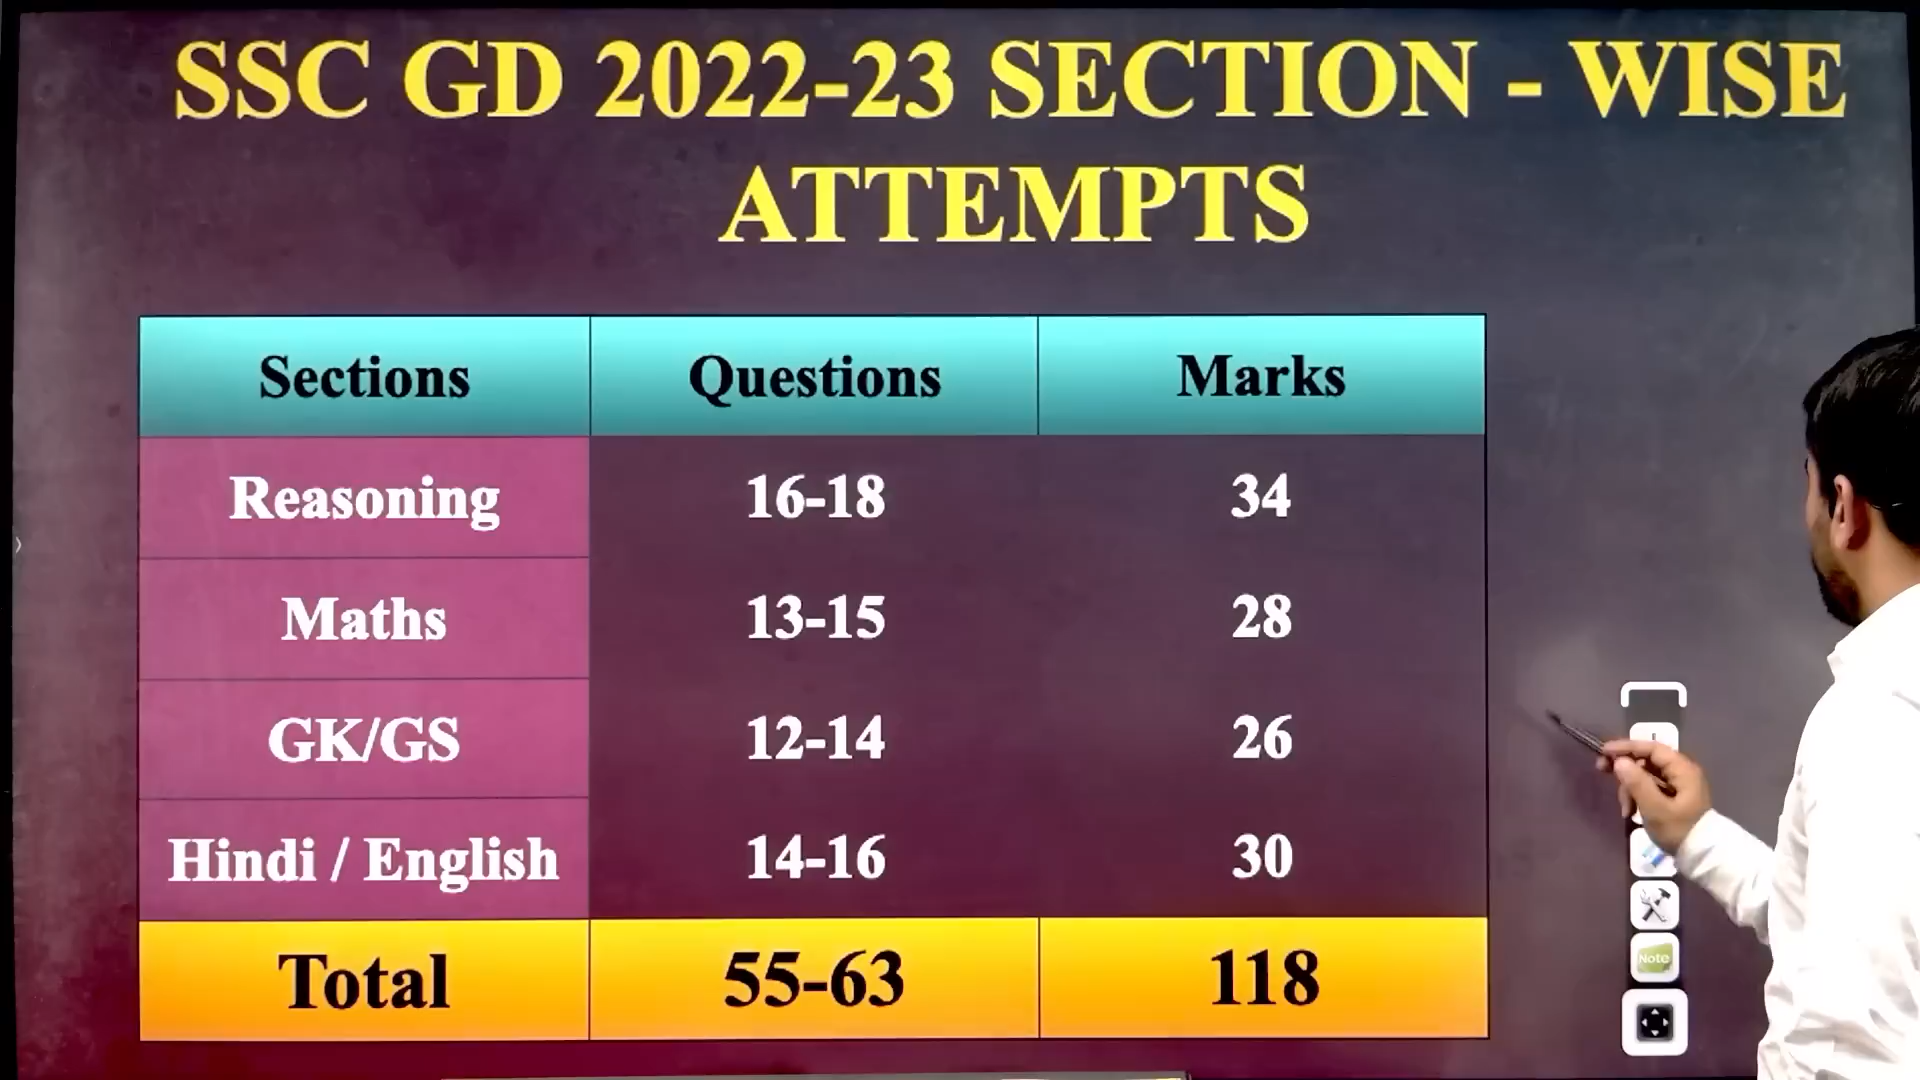 SSC GD 2022-23 SECTION - WISE
ATTEMPTS
Sections Questions Marks
Reasoning 16-18 34
Maths 13-15 28
GK/GS 12-14 26
Hindi / English 14-16 30
Total 55-63 118
Note